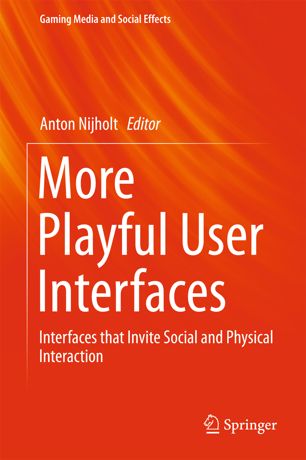 Gaming Media and Social Effects
Anton Nijholt Editor
More
Playful User
Interfaces
Interfaces that Invite Social and Physical
Interaction
Springer